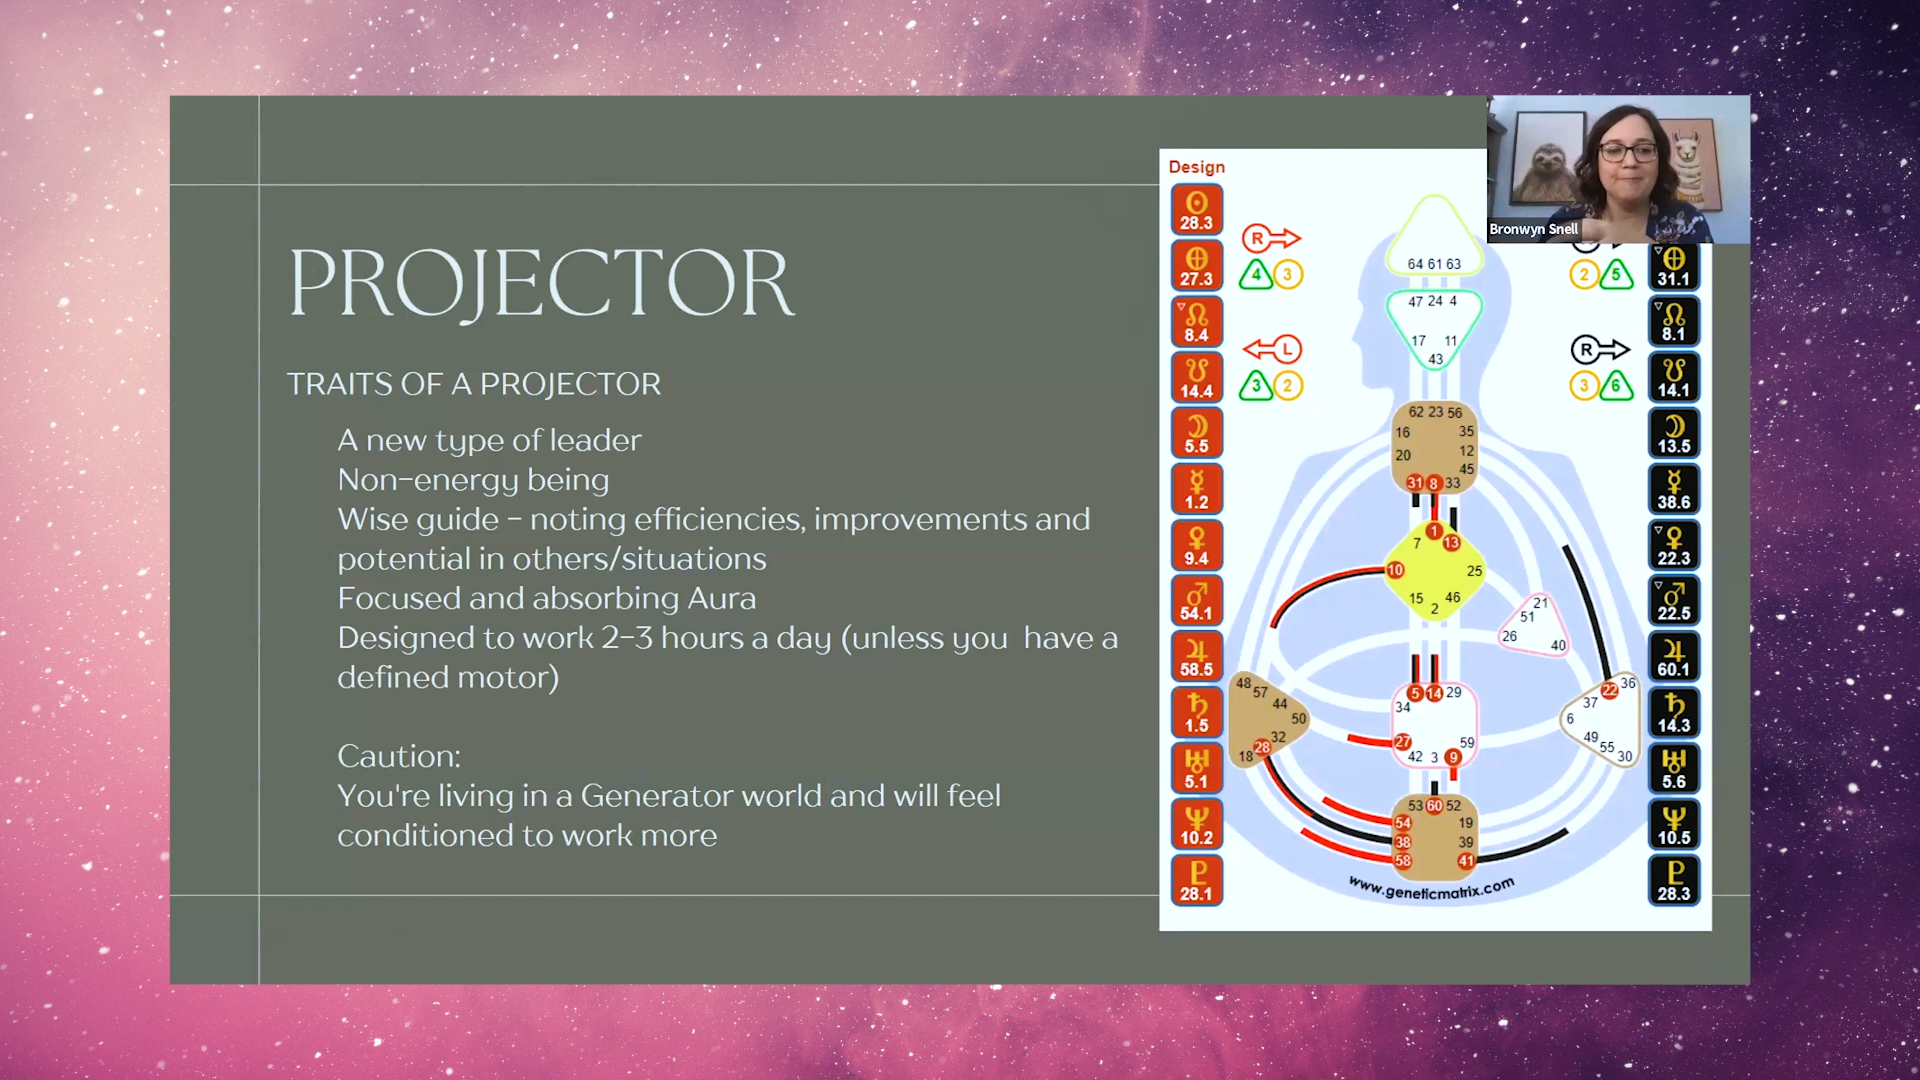 PROJECTOR
TRAITS OF A PROJECTOR
A new type of leader
Non-energy being
Wise guide - noting efficiencies, improvements and
potential in others/situations
Focused and absorbing Aura
Designed to work 2-3 hours a day (unless you  have a
defined motor)
Caution:
You're living in a Generator world and will feel
conditioned to work more
Design
28.3
27.3
8.4
14.4
5.5
1.2
9.4
54.1
58.5
1.5
5.1
10.2
28.1
R
4 3
L
3 2
64 61 63
47 24 4
17 11
43
62 23 56
16 35
20 12
45
31 8 33
1
7 13
10 25
15 46
2
21
51
26 40
48
57
44
50
32
28
18
5 14 29
34
27 59
42 3 9
36
22
37
6
49
55
30
53 60 52
54 19
38 39
58 41
www.geneticmatrix.com
2 5
R
3 6
Bronwyn Snell
31.1
8.1
14.1
13.5
38.6
22.3
22.5
60.1
14.3
5.6
10.5
28.3